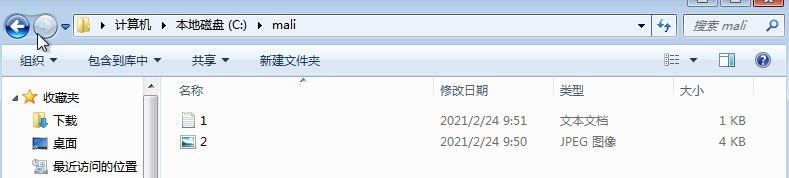 计算机 ▶ 本地磁盘 (C:) ▶ mali
搜索 mali
组织 包含到库中 共享 新建文件夹
名称 修改日期 类型 大小
收藏夹
1 2021/2/24 9:51 文本文档 1 KB
下载
2 2021/2/24 9:50 JPEG 图像 4 KB
桌面
最近访问的位置